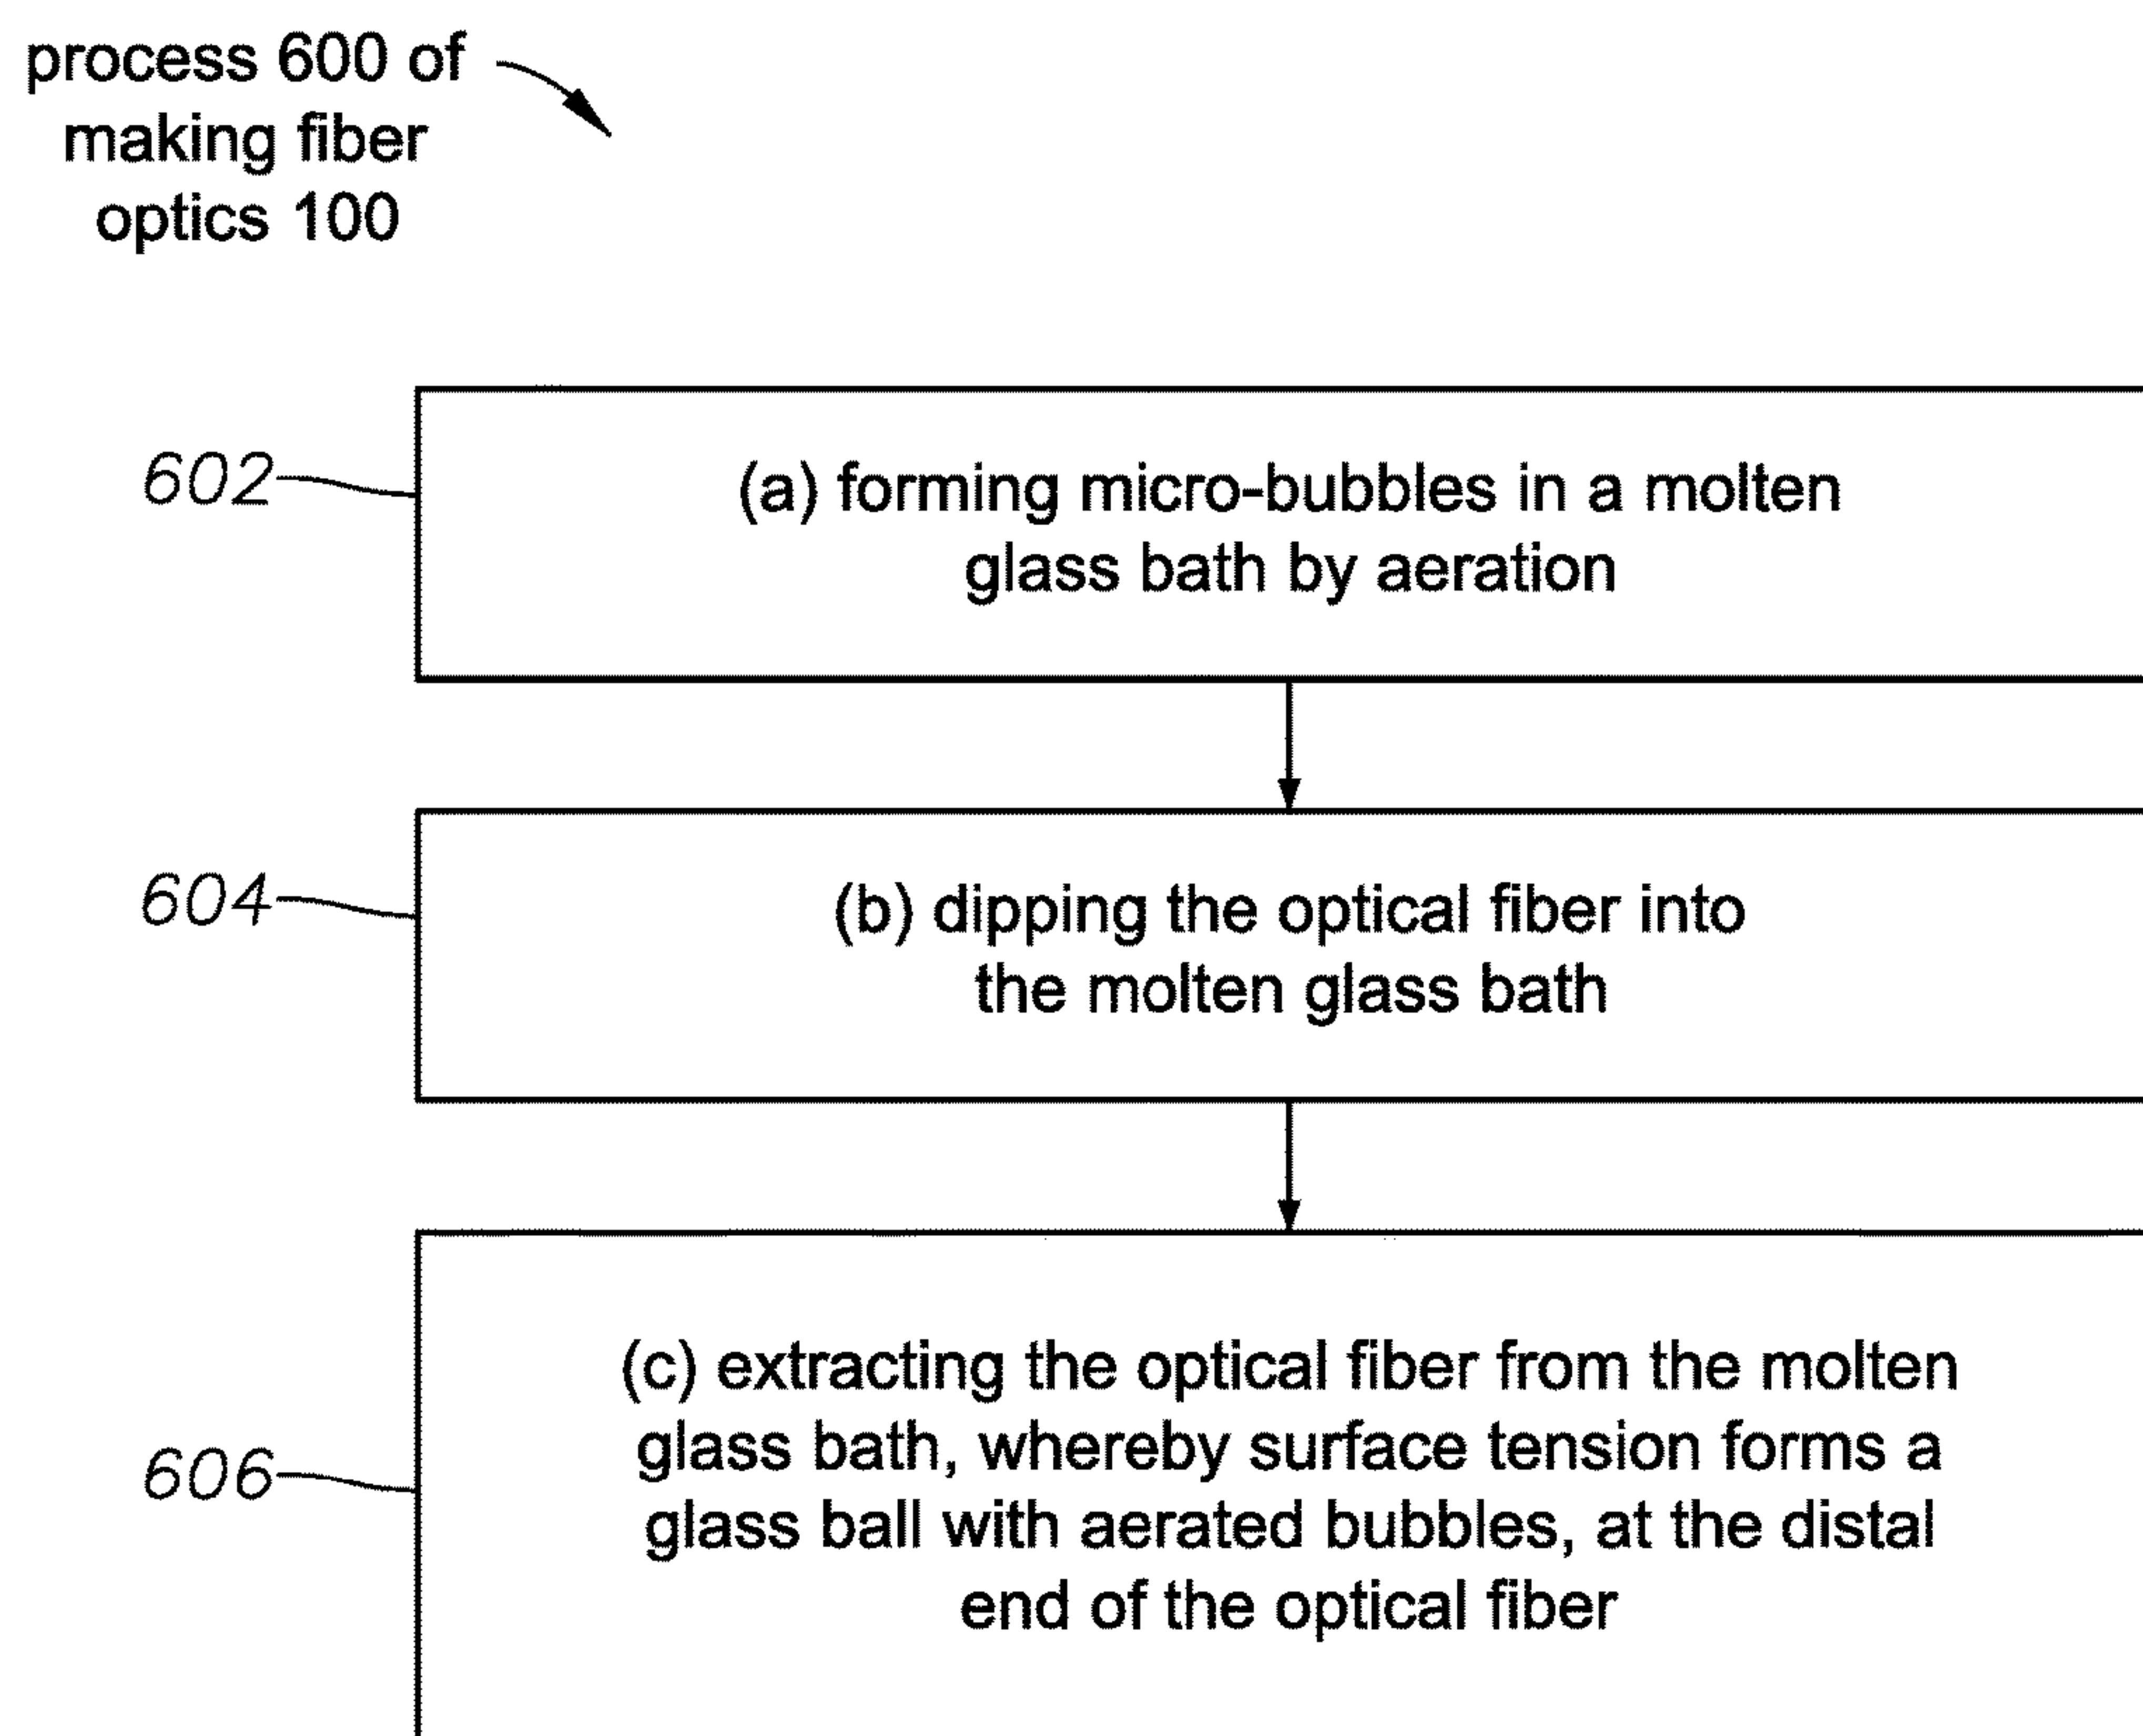 process 600 of
making fiber
optics 100
602
(a) forming micro-bubbles in a molten
glass bath by aeration
604
(b) dipping the optical fiber into
the molten glass bath
606
(c) extracting the optical fiber from the molten
glass bath, whereby surface tension forms a
glass ball with aerated bubbles, at the distal
end of the optical fiber